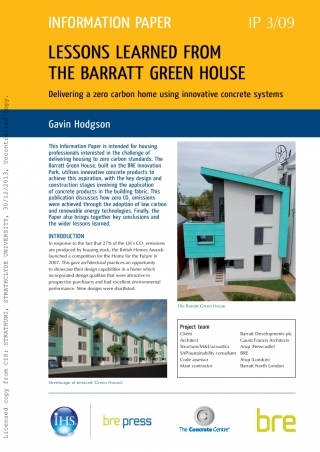 INFORMATION PAPER
IP 3/09
LESSONS LEARNED FROM
THE BARRATT GREEN HOUSE
Delivering a zero carbon home using innovative concrete systems
Gavin Hodgson
This Information Paper is intended for housing
professionals interested in the challenge of
delivering housing to zero carbon standards. The
Barratt Green House, built on the BRE Innovation
Park, utilises innovative concrete products to
achieve this aspiration, with the key design and
construction stages involving the application
of concrete products in the building fabric. This
publication discusses how zero CO₂ emissions
were achieved through the adoption of low carbon
and renewable energy technologies. Finally, the
Paper also brings together key conclusions and
the wider lessons learned.
INTRODUCTION
In response to the fact that 27% of the UK's CO₂ emissions
are produced by housing stock, the British Homes Awards
launched a competition for the Home for the Future in
2007. This gave architectural practices an opportunity
to showcase their design capabilities in a home which
incorporated design qualities that were attractive to
prospective purchasers and had excellent environmental
performance. Nine designs were shortlisted.
Streetscape of terraced 'Green Houses'
The Barratt Green House
Project team
Client Barratt Developments plc
Architect Gaunt Francis Architects
Structure/M&E/acoustics Arup (Newcastle)
SAP/sustainability consultant BRE
Code assessor Arup (London)
Main contractor Barratt North London
IHS
bre press
The Concrete Centre
bre
Licensed copy from CIS: STRATHUNI, STRATHCLYDE UNIVERSITY, 30/12/2013, Uncontrolled Copy.